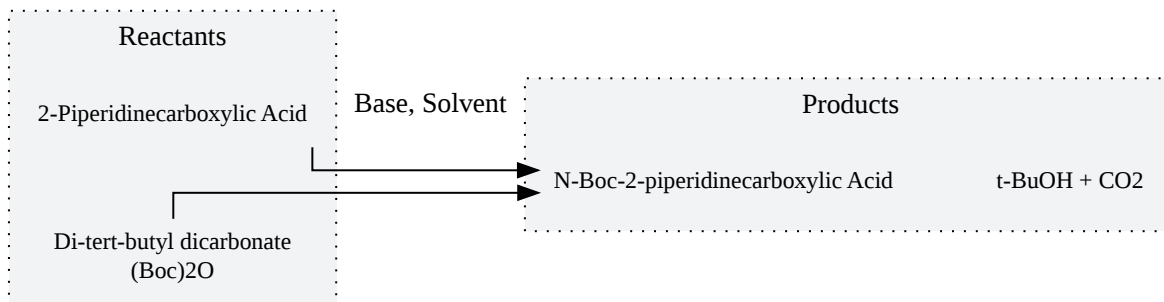 Reactants
2-Piperidinecarboxylic Acid
Di-tert-butyl dicarbonate
(Boc)2O
Base, Solvent
Products
N-Boc-2-piperidinecarboxylic Acid
t-BuOH + CO2